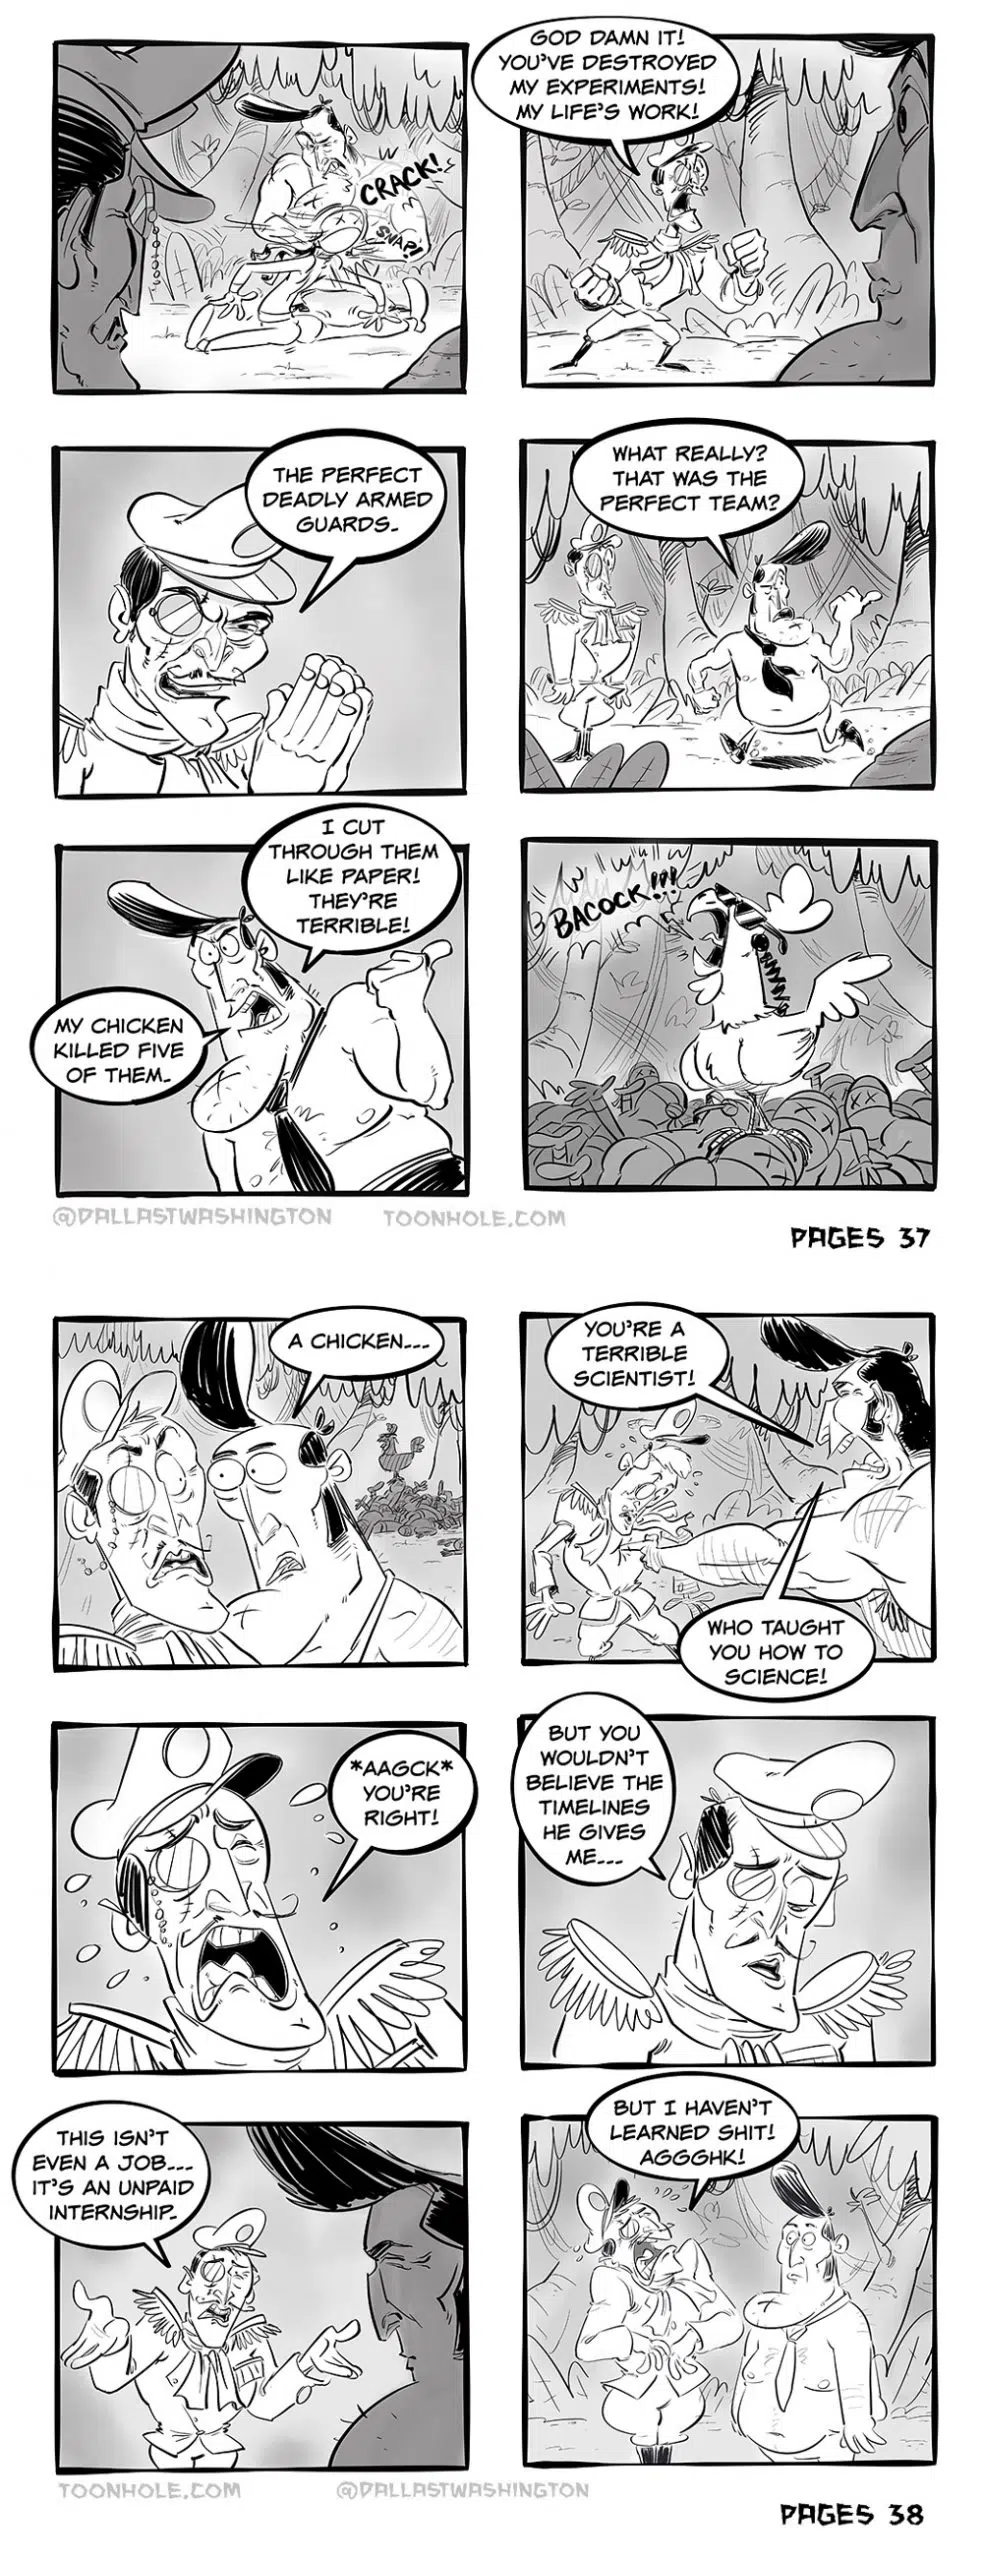 CRACK!
SNAP!
GOD DAMN IT!
YOU'VE DESTROYED
MY EXPERIMENTS!
MY LIFE'S WORK!
THE PERFECT
DEADLY ARMED
GUARDS.
WHAT REALLY?
THAT WAS THE
PERFECT TEAM?
I CUT
THROUGH THEM
LIKE PAPER!
THEY'RE
TERRIBLE!
MY CHICKEN
KILLED FIVE
OF THEM.
BACOCK!!!
@DALLASTWASHINGTON TOONHOLE.COM
PAGES 37
A CHICKEN...
YOU'RE A
TERRIBLE
SCIENTIST!
WHO TAUGHT
YOU HOW TO
SCIENCE!
*AAGCK*
YOU'RE
RIGHT!
BUT YOU
WOULDN'T
BELIEVE THE
TIMELINES
HE GIVES
ME...
THIS ISN'T
EVEN A JOB...
IT'S AN UNPAID
INTERNSHIP.
BUT I HAVEN'T
LEARNED SHIT!
AGGGHK!
TOONHOLE.COM @DALLASTWASHINGTON
PAGES 38